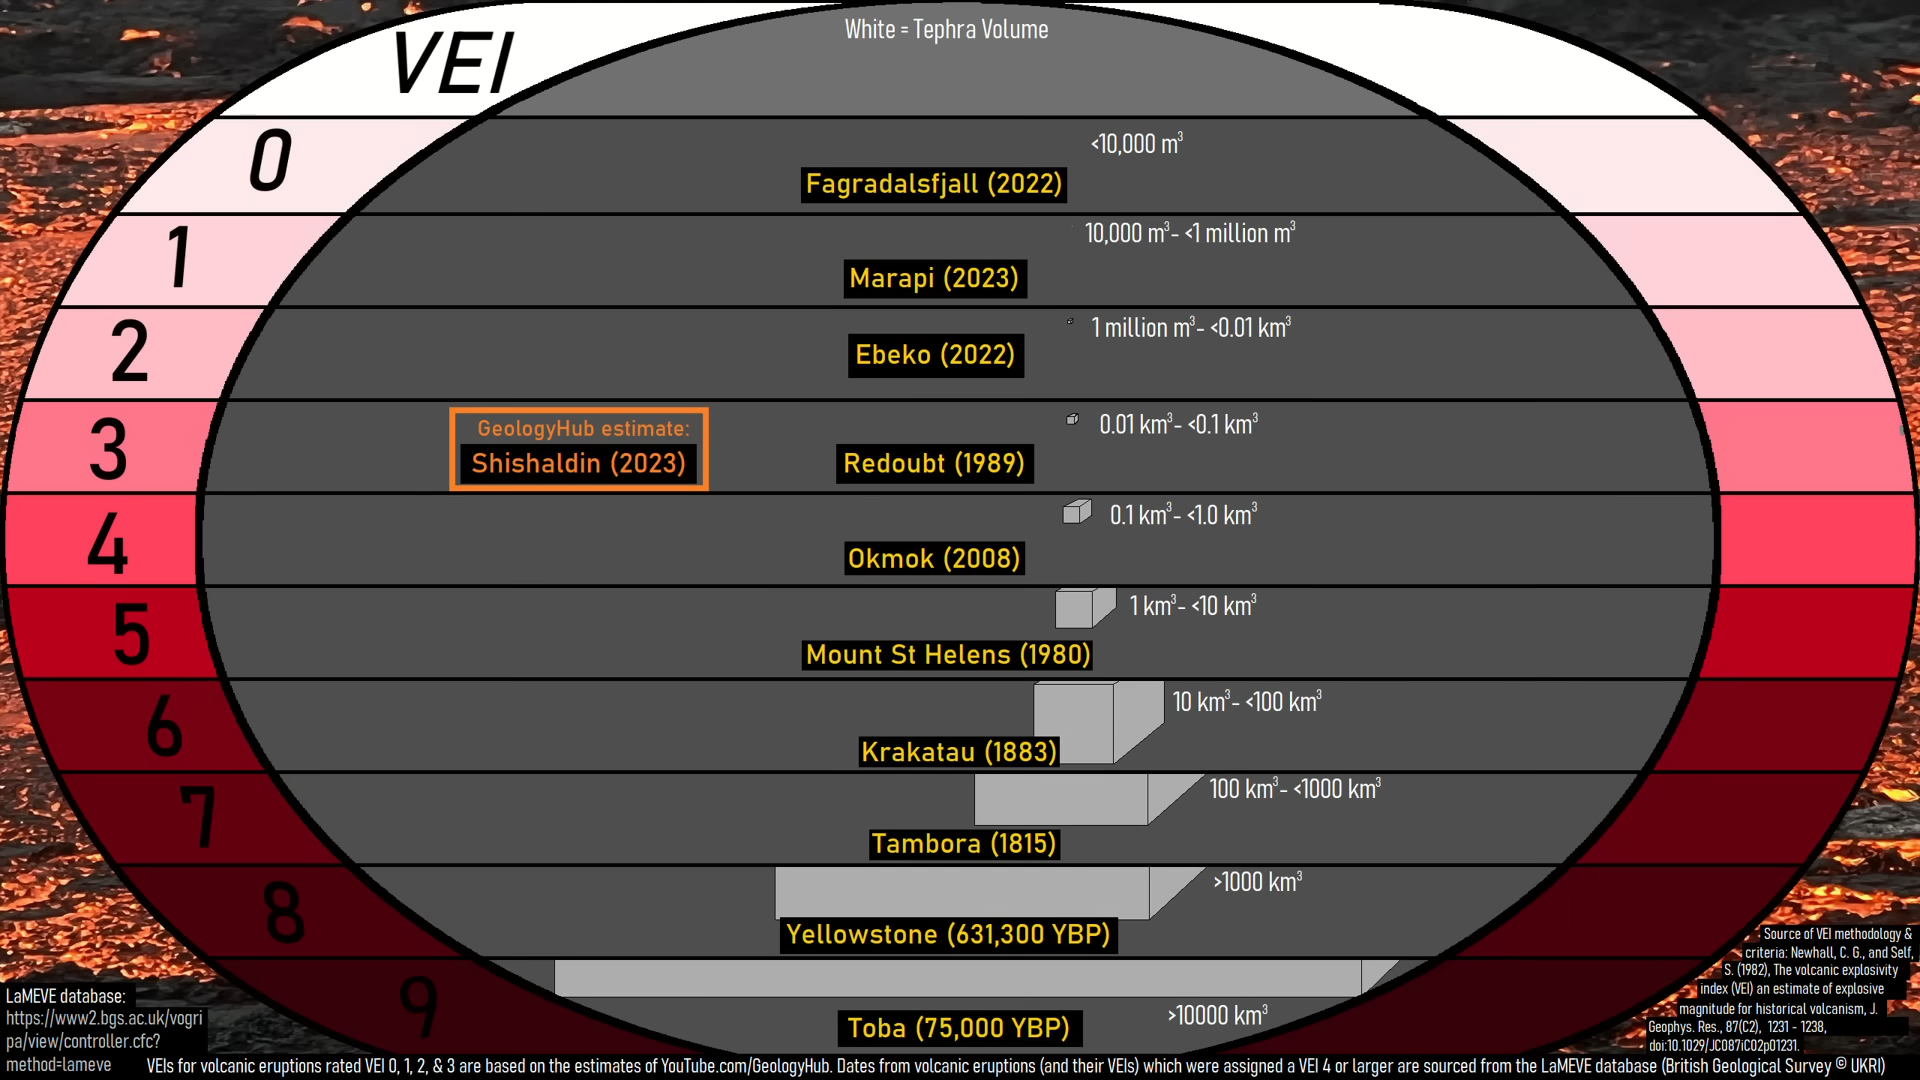 White = Tephra Volume
VEI
0
<10,000 m³
Fagradalsfjall (2022)
1
10,000 m³- <1 million m³
Marapi (2023)
2
1 million m³- <0.01 km³
Ebeko (2022)
3
GeologyHub estimate:
Shishaldin (2023)
Redoubt (1989)
0.01 km³- <0.1 km³
4
0.1 km³- <1.0 km³
Okmok (2008)
5
1 km³- <10 km³
Mount St Helens (1980)
6
10 km³- <100 km³
Krakatau (1883)
7
100 km³- <1000 km³
Tambora (1815)
8
>1000 km³
Yellowstone (631,300 YBP)
9
>10000 km³
Toba (75,000 YBP)
LaMEVE database:
https://www2.bgs.ac.uk/vogri
pa/view/controller.cfc?
method=lameve
Source of VEI methodology &
criteria: Newhall, C. G., and Self,
S. (1982), The volcanic explosivity
index (VEI) an estimate of explosive
magnitude for historical volcanism, J.
Geophys. Res., 87(C2), 1231 - 1238,
doi:10.1029/JC087iC02p01231.
VEIs for volcanic eruptions rated VEI 0, 1, 2, & 3 are based on the estimates of YouTube.com/GeologyHub. Dates from volcanic eruptions (and their VEIs) which were assigned a VEI 4 or larger are sourced from the LaMEVE database (British Geological Survey © UKRI)